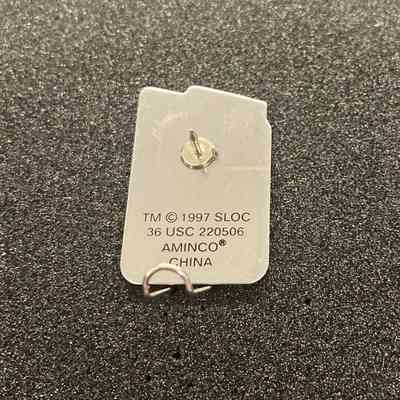 TM © 1997 SLOC
36 USC 220506
AMINCO®
CHINA